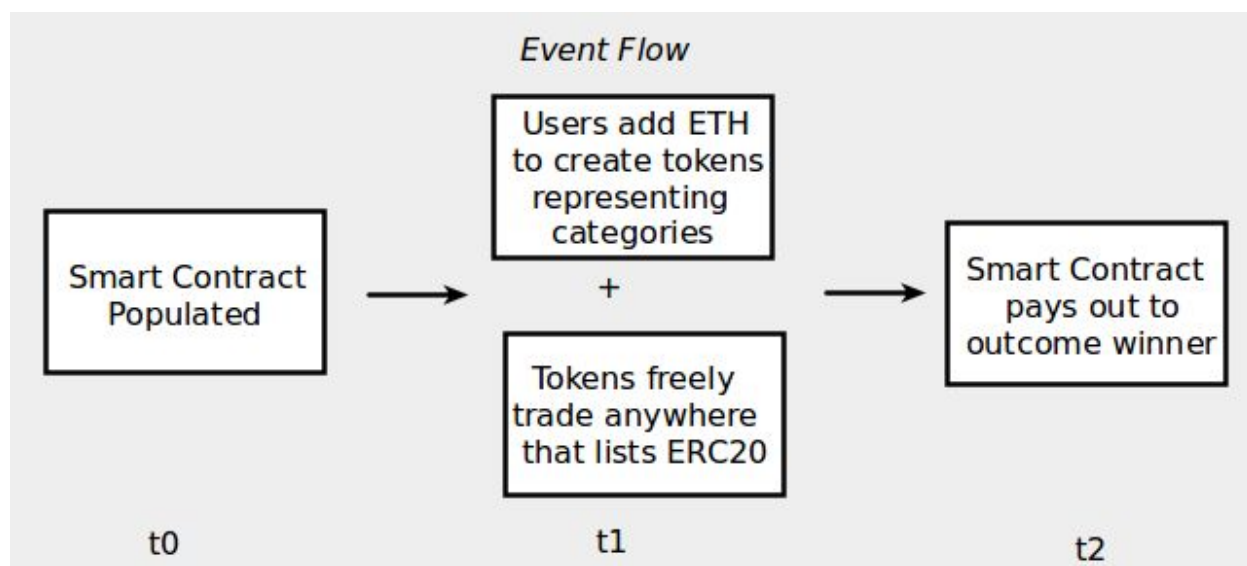 Event Flow
Smart Contract
Populated
Users add ETH
to create tokens
representing
categories
+
Tokens freely
trade anywhere
that lists ERC20
Smart Contract
pays out to
outcome winner
t0
t1
t2